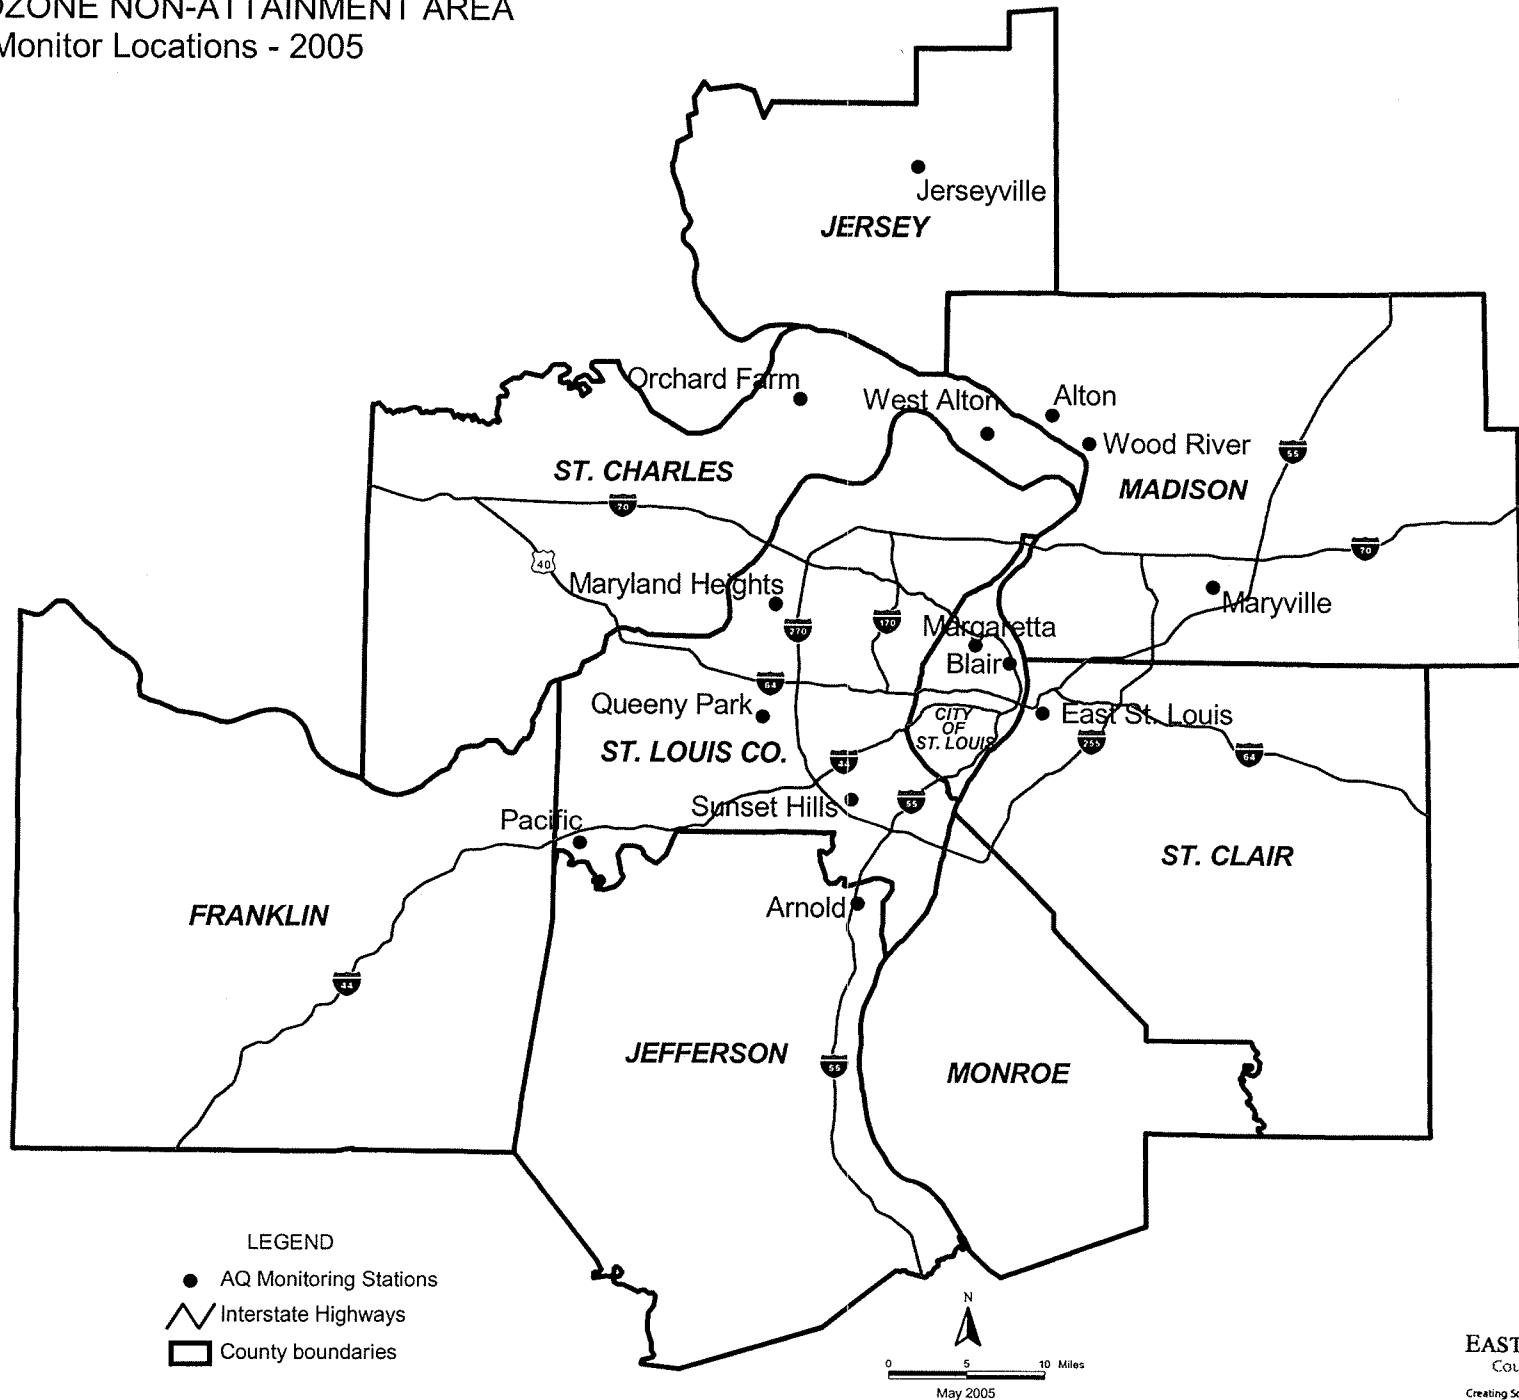 OZONE NON-ATTAINMENT AREA
Monitor Locations - 2005
Jerseyville
JERSEY
Orchard Farm
West Alton
Alton
Wood River
55
ST. CHARLES
MADISON
70
70
40
Maryland Heights
Maryville
270
170
Margaretta
Blair
64
Queeny Park
CITY
OF
ST. LOUIS
East St. Louis
255
64
ST. LOUIS CO.
44
Sunset Hills
55
Pacific
ST. CLAIR
Arnold
FRANKLIN
44
JEFFERSON
55
MONROE
LEGEND
AQ Monitoring Stations
Interstate Highways
County boundaries
N
0 5 10 Miles
May 2005
EAST
Cou
Creating So